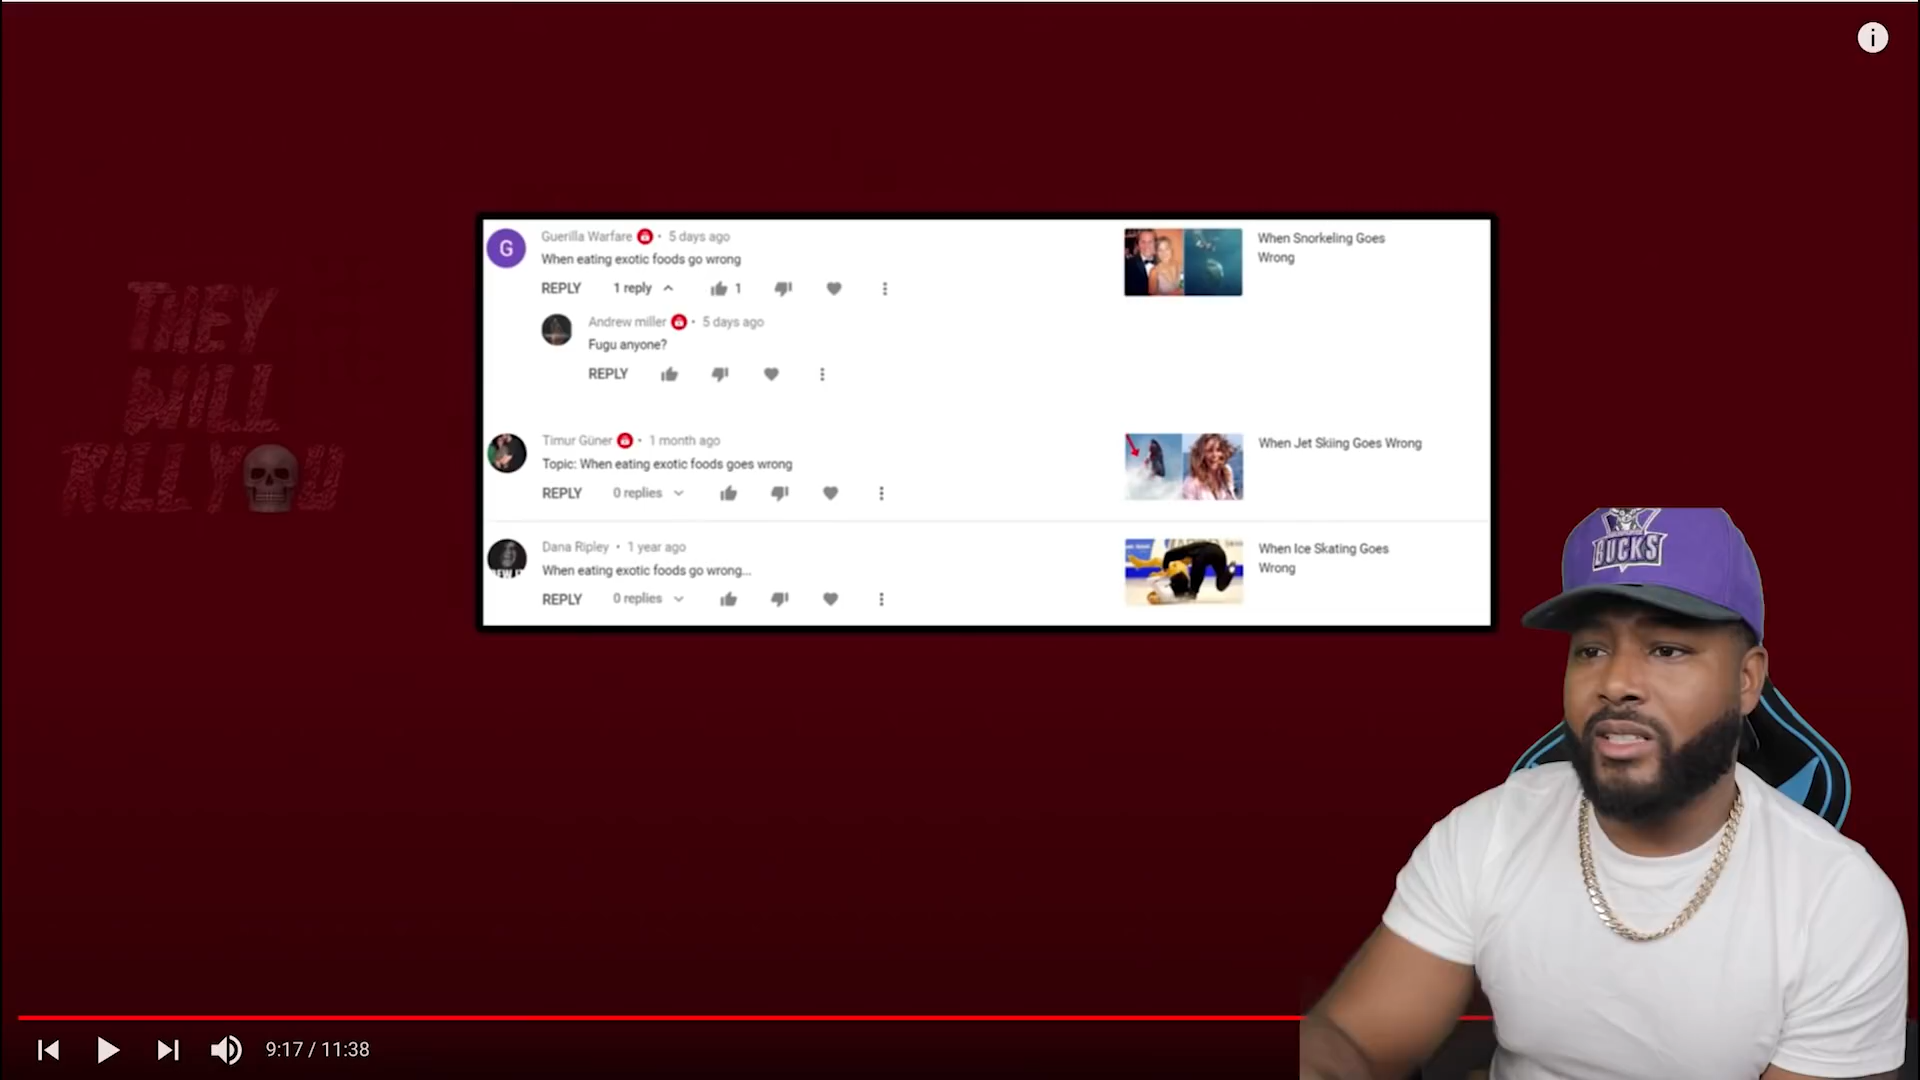 THEY
WILL
KILL YOU
G
Guerilla Warfare • 5 days ago
When eating exotic foods go wrong
REPLY 1 reply 1
Andrew miller • 5 days ago
Fugu anyone?
REPLY
When Snorkeling Goes
Wrong
Timur Güner • 1 month ago
Topic: When eating exotic foods goes wrong
REPLY 0 replies
When Jet Skiing Goes Wrong
Dana Ripley • 1 year ago
When eating exotic foods go wrong...
REPLY 0 replies
When Ice Skating Goes
Wrong
BUCKS
9:17 / 11:38